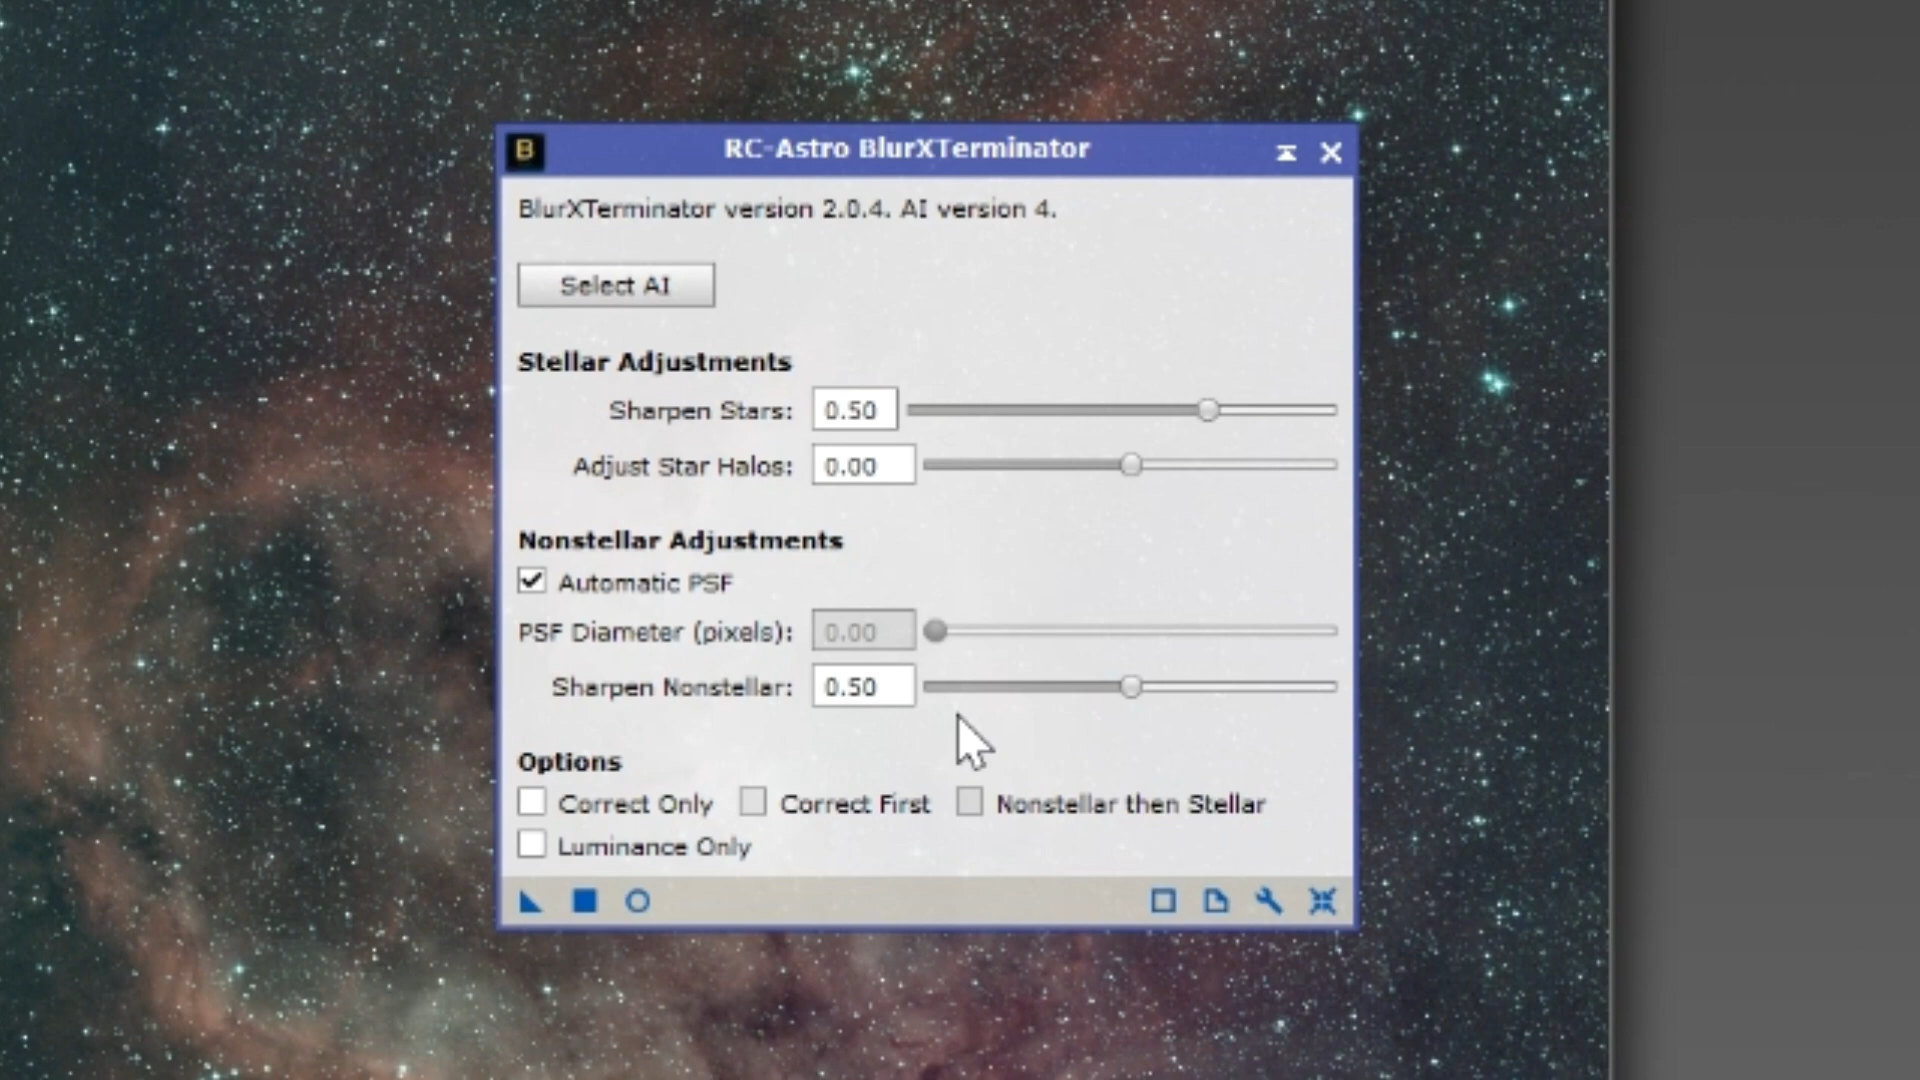 B
RC-Astro BlurXTerminator
BlurXTerminator version 2.0.4. AI version 4.
Select AI
Stellar Adjustments
Sharpen Stars: 0.50
Adjust Star Halos: 0.00
Nonstellar Adjustments
Automatic PSF
PSF Diameter (pixels): 0.00
Sharpen Nonstellar: 0.50
Options
Correct Only Correct First Nonstellar then Stellar
Luminance Only